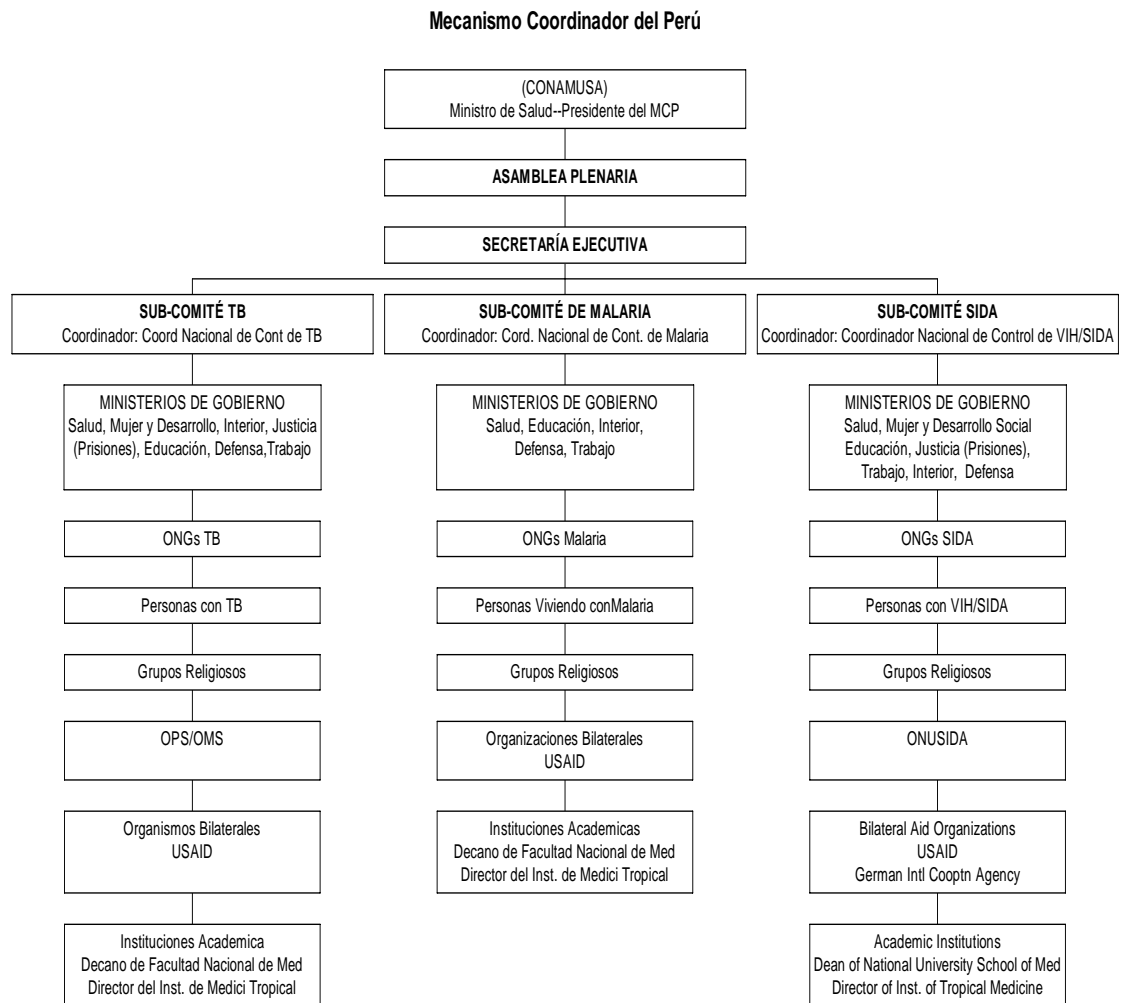 Mecanismo Coordinador del Perú
(CONAMUSA)
Ministro de Salud--Presidente del MCP
ASAMBLEA PLENARIA
SECRETARÍA EJECUTIVA
SUB-COMITÉ TB
Coordinador: Coord Nacional de Cont de TB
MINISTERIOS DE GOBIERNO
Salud, Mujer y Desarrollo, Interior, Justicia
(Prisiones), Educación, Defensa,Trabajo
ONGs TB
Personas con TB
Grupos Religiosos
OPS/OMS
Organismos Bilaterales
USAID
Instituciones Academica
Decano de Facultad Nacional de Med
Director del Inst. de Medici Tropical
SUB-COMITÉ DE MALARIA
Coordinador: Cord. Nacional de Cont. de Malaria
MINISTERIOS DE GOBIERNO
Salud, Educación, Interior,
Defensa, Trabajo
ONGs Malaria
Personas Viviendo conMalaria
Grupos Religiosos
Organizaciones Bilaterales
USAID
Instituciones Academicas
Decano de Facultad Nacional de Med
Director del Inst. de Medici Tropical
SUB-COMITÉ SIDA
Coordinador: Coordinador Nacional de Control de VIH/SIDA
MINISTERIOS DE GOBIERNO
Salud, Mujer y Desarrollo Social
Educación, Justicia (Prisiones),
Trabajo, Interior, Defensa
ONGs SIDA
Personas con VIH/SIDA
Grupos Religiosos
ONUSIDA
Bilateral Aid Organizations
USAID
German Intl Cooptn Agency
Academic Institutions
Dean of National University School of Med
Director of Inst. of Tropical Medicine